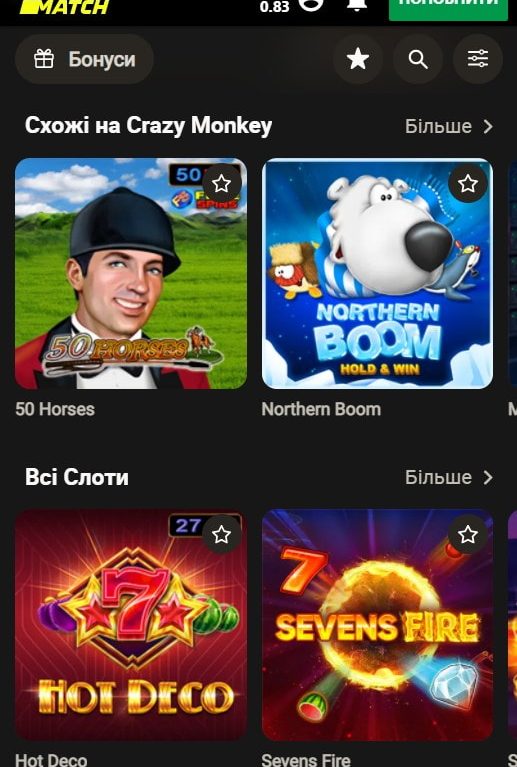 MATCH
0.83
ПОПОВНИТИ
Бонуси
Схожі на Crazy Monkey
Більше
50
SPINS
50 HORSES
NORTHERN
BOOM
HOLD & WIN
50 Horses
Northern Boom
Всі Слоти
Більше
27
7
HOT DECO
7
SEVENS FIRE
Hot Deco
Sevens Fire